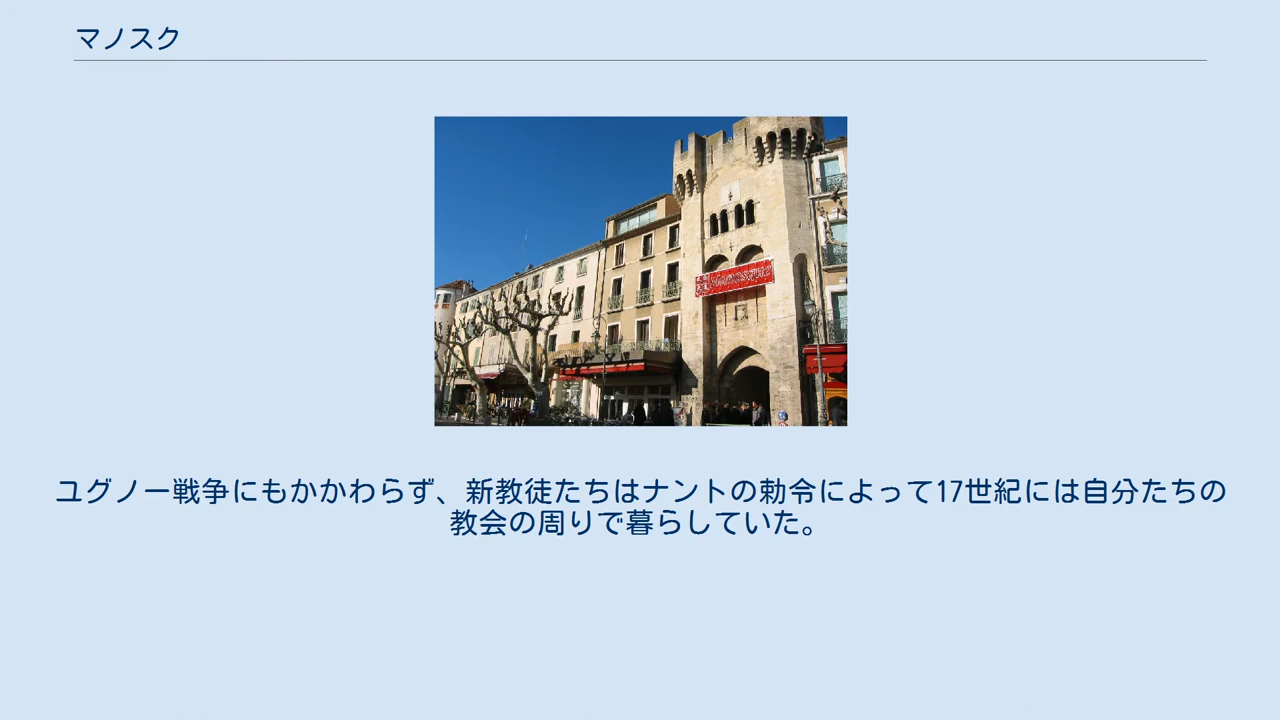 マノスク
ユグノー戦争にもかかわらず、新教徒たちはナントの勅令によって17世紀には自分たちの
教会の周りで暮らしていた。